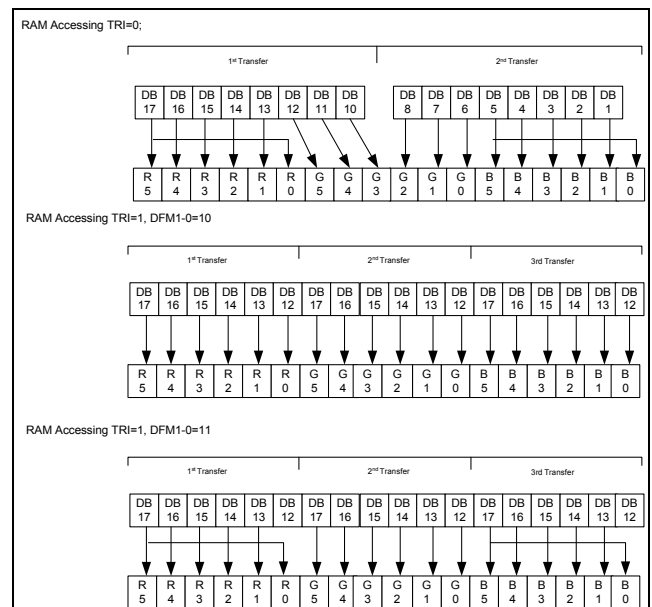 RAM Accessing TRI=0;
1st Transfer 2nd Transfer
DB DB DB DB DB DB DB DB DB DB DB DB DB DB DB DB
17 16 15 14 13 12 11 10 8 7 6 5 4 3 2 1
R R R R R R G G G G G G B B B B B B
5 4 3 2 1 0 5 4 3 2 1 0 5 4 3 2 1 0
RAM Accessing TRI=1, DFM1-0=10
1st Transfer 2nd Transfer 3rd Transfer
DB DB DB DB DB DB DB DB DB DB DB DB DB DB DB DB DB DB
17 16 15 14 13 12 17 16 15 14 13 12 17 16 15 14 13 12
R R R R R R G G G G G G B B B B B B
5 4 3 2 1 0 5 4 3 2 1 0 5 4 3 2 1 0
RAM Accessing TRI=1, DFM1-0=11
1st Transfer 2nd Transfer 3rd Transfer
DB DB DB DB DB DB DB DB DB DB DB DB DB DB DB DB DB DB
17 16 15 14 13 12 17 16 15 14 13 12 17 16 15 14 13 12
R R R R R R G G G G G G B B B B B B
5 4 3 2 1 0 5 4 3 2 1 0 5 4 3 2 1 0